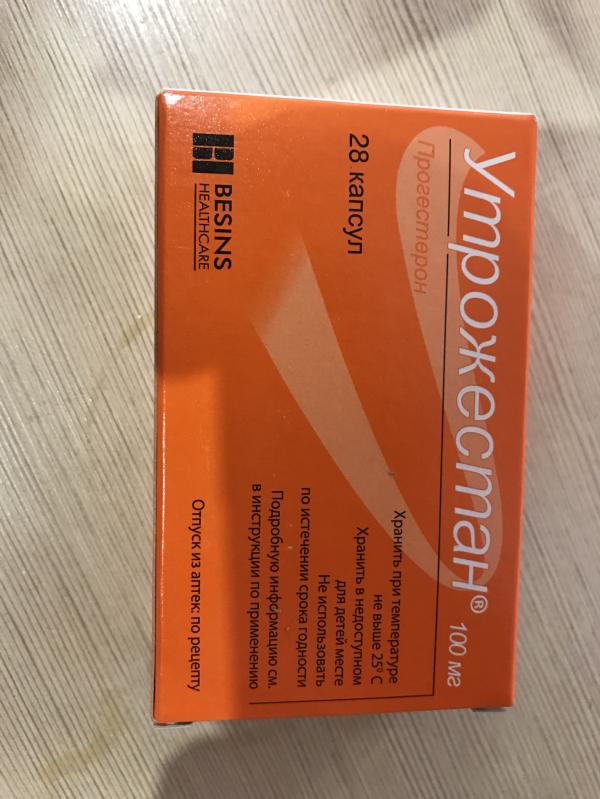 Утрожестан® 100 мг
Прогестерон
28 капсул
Хранить при температуре
не выше 25° C
Хранить в недоступном
для детей месте
Не использовать
по истечении срока годности
Подробную информацию см.
в инструкции по применению
BESINS
HEALTHCARE
Отпуск из аптек: по рецепту